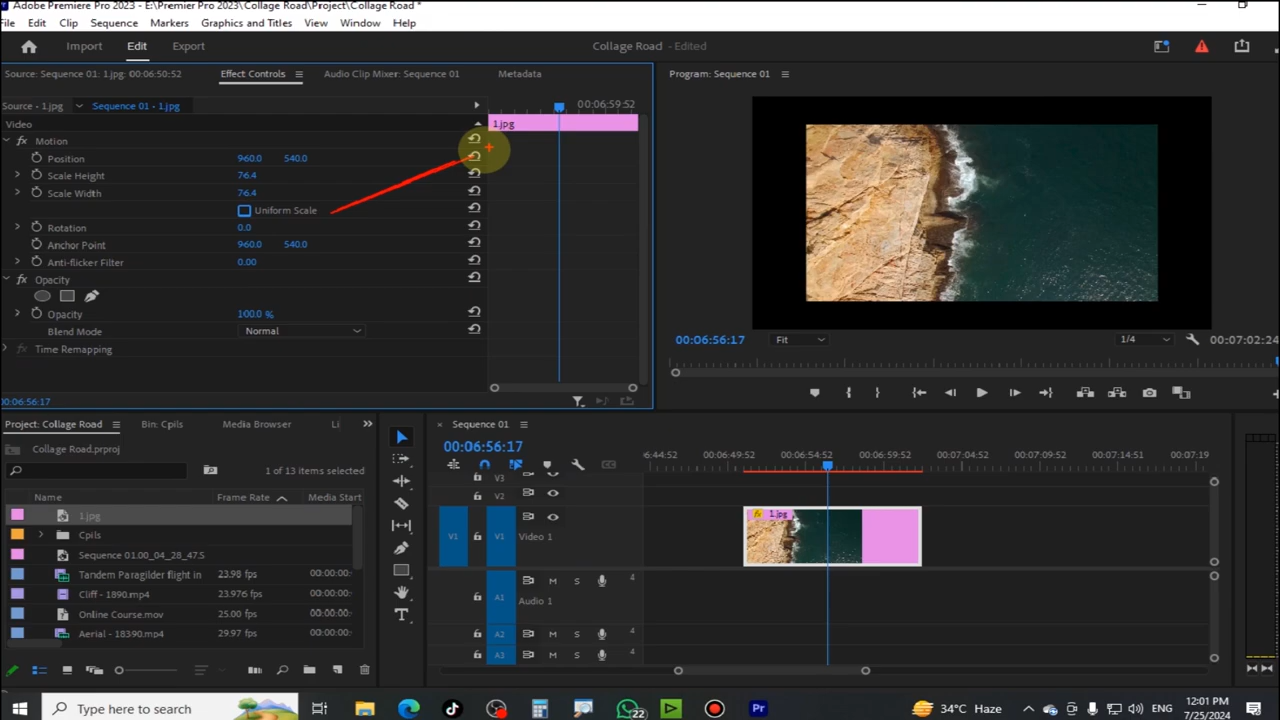 Adobe Premiere Pro 2023 - E:\Premier Pro 2023\Collage Road\Project\Collage Road *
File Edit Clip Sequence Markers Graphics and Titles View Window Help
Import Edit Export Collage Road - Edited
Source: Sequence 01: 1.jpg: 00:06:50:52 Effect Controls Audio Clip Mixer: Sequence 01 Metadata Program: Sequence 01
Source - 1.jpg Sequence 01 - 1.jpg 00:06:59:52
Video 1.jpg
fx Motion
Position 960.0 540.0
Scale Height 76.4
Scale Width 76.4
Uniform Scale
Rotation 0.0
Anchor Point 960.0 540.0
Anti-flicker Filter 0.00
fx Opacity
Opacity 100.0 %
Blend Mode Normal
fx Time Remapping
00:06:56:17 Fit 1/4 00:07:02:24
00:06:56:17
Project: Collage Road Bin: Cpils Media Browser Li Sequence 01
Collage Road.prproj 00:06:56:17
1 of 13 items selected
6:44:52 00:06:49:52 00:06:54:52 00:06:59:52 00:07:04:52 00:07:09:52 00:07:14:51 00:07:19
Name Frame Rate Media Start
V3
V2
1.jpg
Cpils
Sequence 01.00_04_28_47.S
Tandem Paraglider flight in 23.98 fps 00:00:00:
Cliff - 1890.mp4 23.976 fps 00:00:00:
Online Course.mov 25.00 fps 00:00:00:
Aerial - 18390.mp4 29.97 fps 00:00:00:
V1 V1 Video 1 fx 1.jpg
A1 M S 4 Audio 1
A2 M S 4
A3 M S
Type here to search 22 Pr 34°C Haze ENG 12:01 PM 7/25/2024